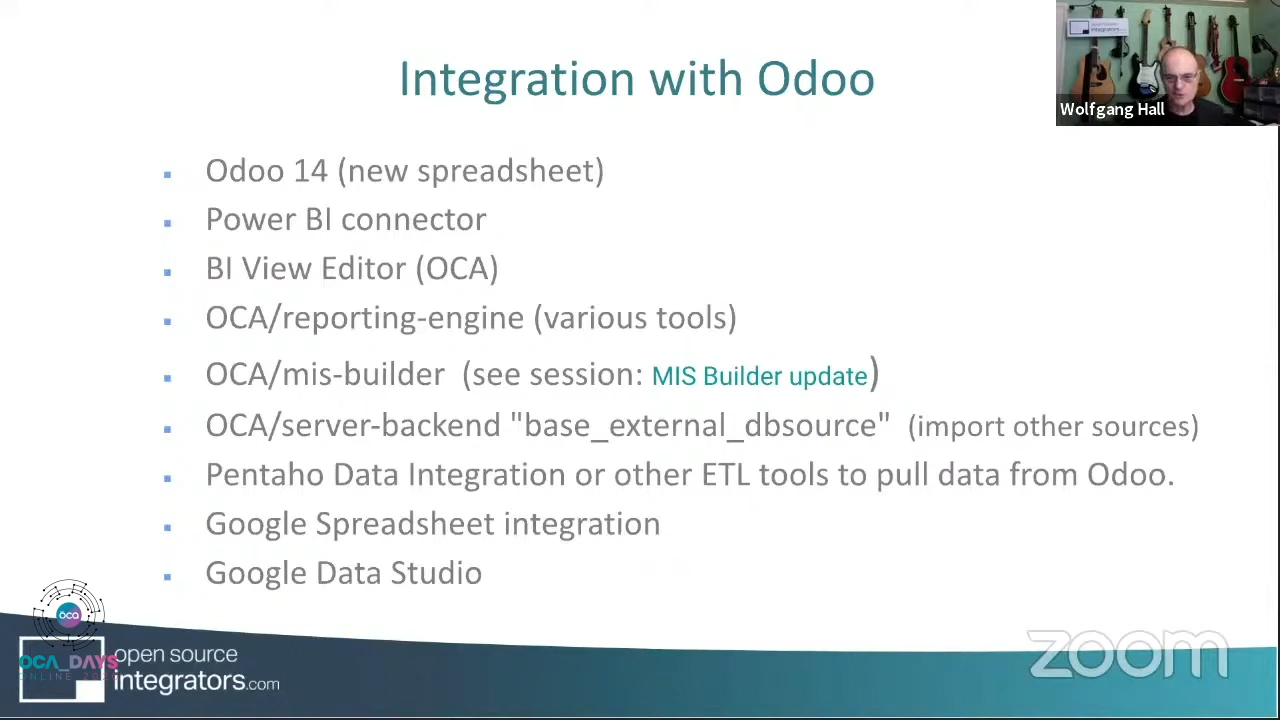 Integration with Odoo
Wolfgang Hall
Odoo 14 (new spreadsheet)
Power BI connector
BI View Editor (OCA)
OCA/reporting-engine (various tools)
OCA/mis-builder (see session: MIS Builder update)
OCA/server-backend "base_external_dbsource" (import other sources)
Pentaho Data Integration or other ETL tools to pull data from Odoo.
Google Spreadsheet integration
Google Data Studio
oca
OCA_DAYS
open source
integrators.com
zoom